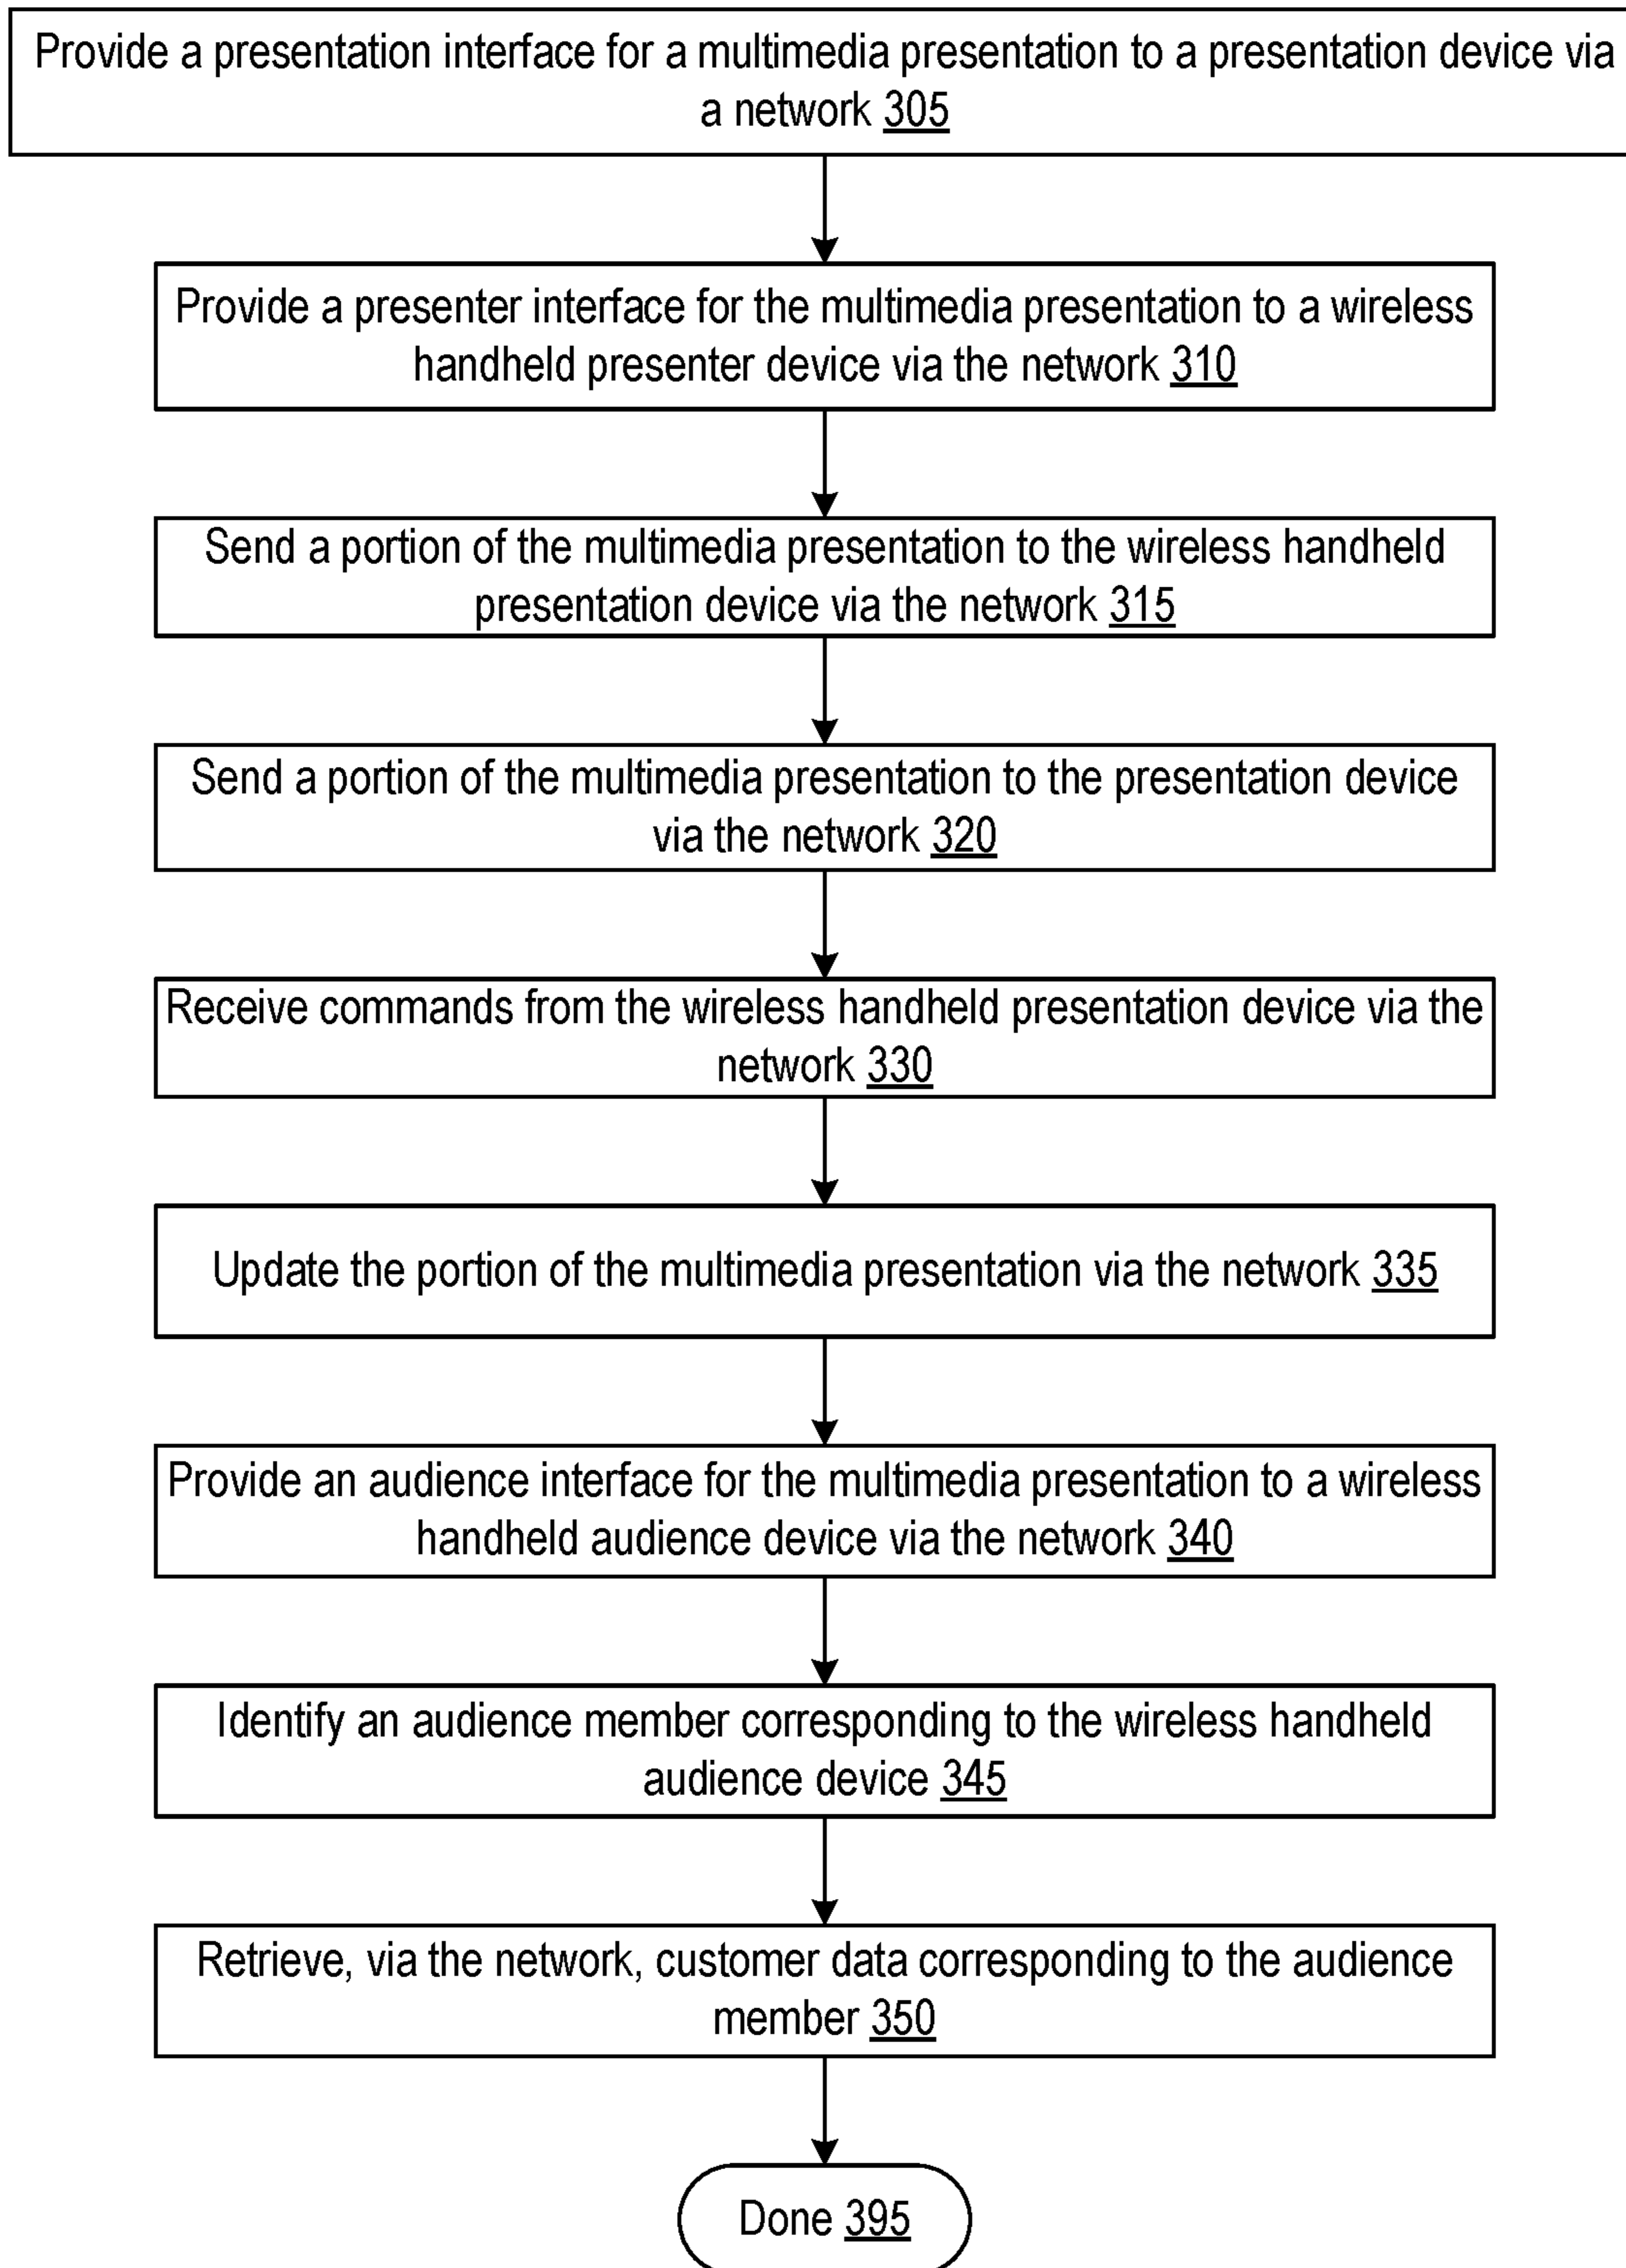 Provide a presentation interface for a multimedia presentation to a presentation device via
a network 305
Provide a presenter interface for the multimedia presentation to a wireless
handheld presenter device via the network 310
Send a portion of the multimedia presentation to the wireless handheld
presentation device via the network 315
Send a portion of the multimedia presentation to the presentation device
via the network 320
Receive commands from the wireless handheld presentation device via the
network 330
Update the portion of the multimedia presentation via the network 335
Provide an audience interface for the multimedia presentation to a wireless
handheld audience device via the network 340
Identify an audience member corresponding to the wireless handheld
audience device 345
Retrieve, via the network, customer data corresponding to the audience
member 350
Done 395